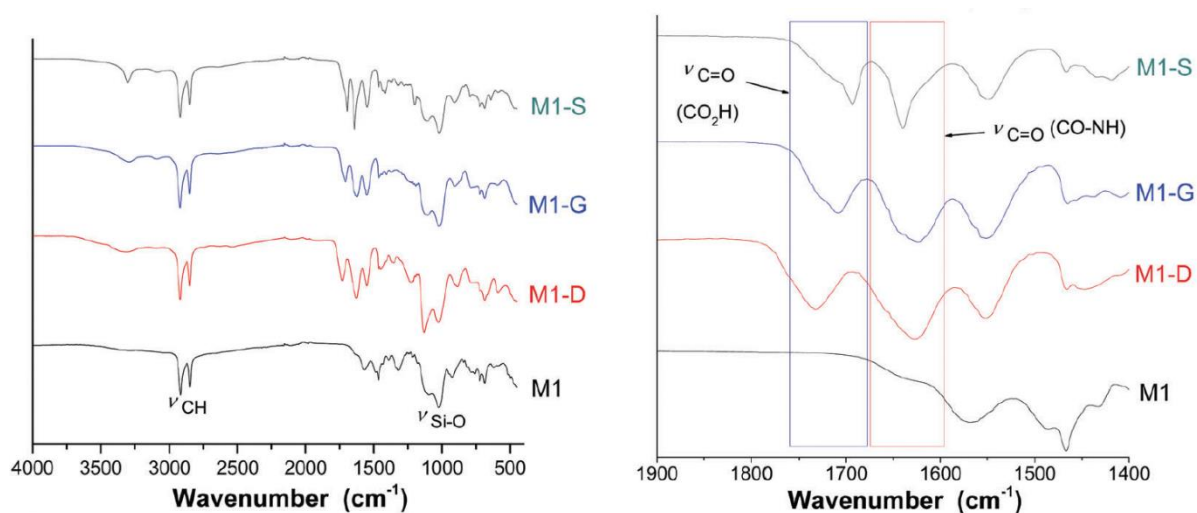 M1-S
M1-G
M1-D
M1
νCH
νSi-O
4000 3500 3000 2500 2000 1500 1000 500
Wavenumber (cm⁻¹)
νC=O
(CO₂H)
νC=O (CO-NH)
M1-S
M1-G
M1-D
M1
1900 1800 1700 1600 1500 1400
Wavenumber (cm⁻¹)